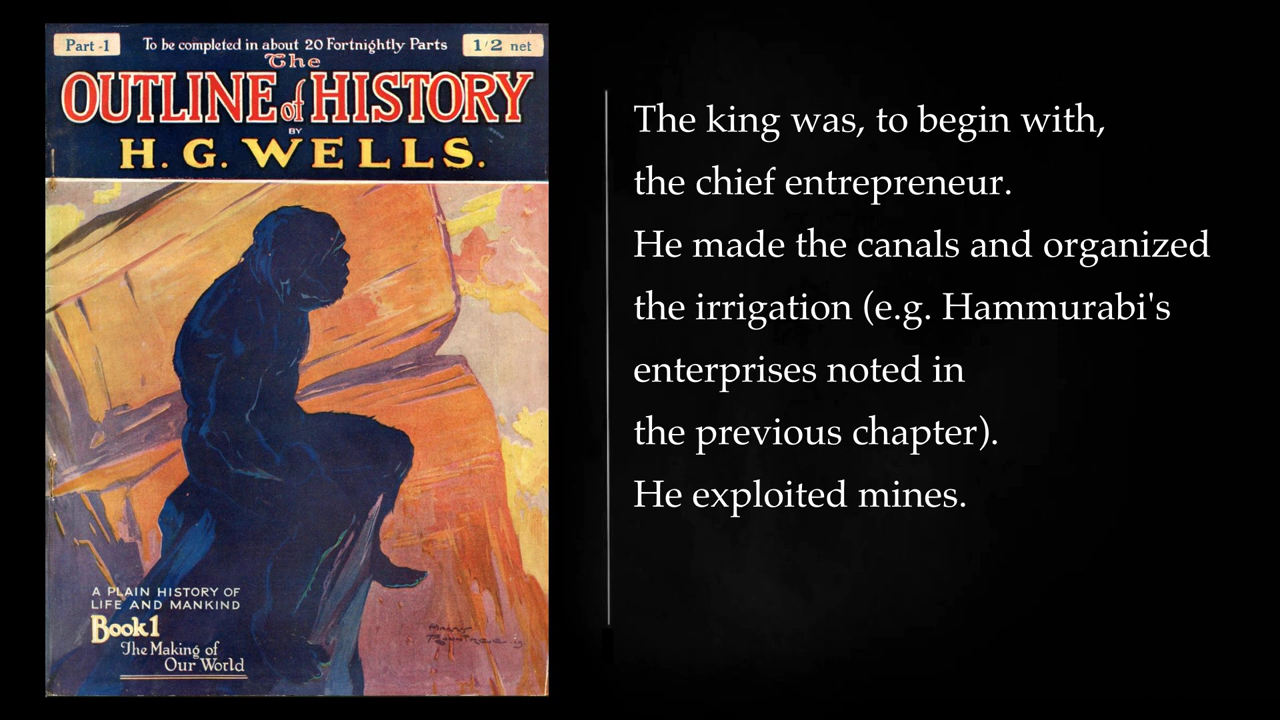 Part -1
To be completed in about 20 Fortnightly Parts
1/2 net
The
OUTLINE of HISTORY
BY
H. G. WELLS.
A PLAIN HISTORY OF
LIFE AND MANKIND
Book 1
The Making of
Our World
The king was, to begin with,
the chief entrepreneur.
He made the canals and organized
the irrigation (e.g. Hammurabi's
enterprises noted in
the previous chapter).
He exploited mines.